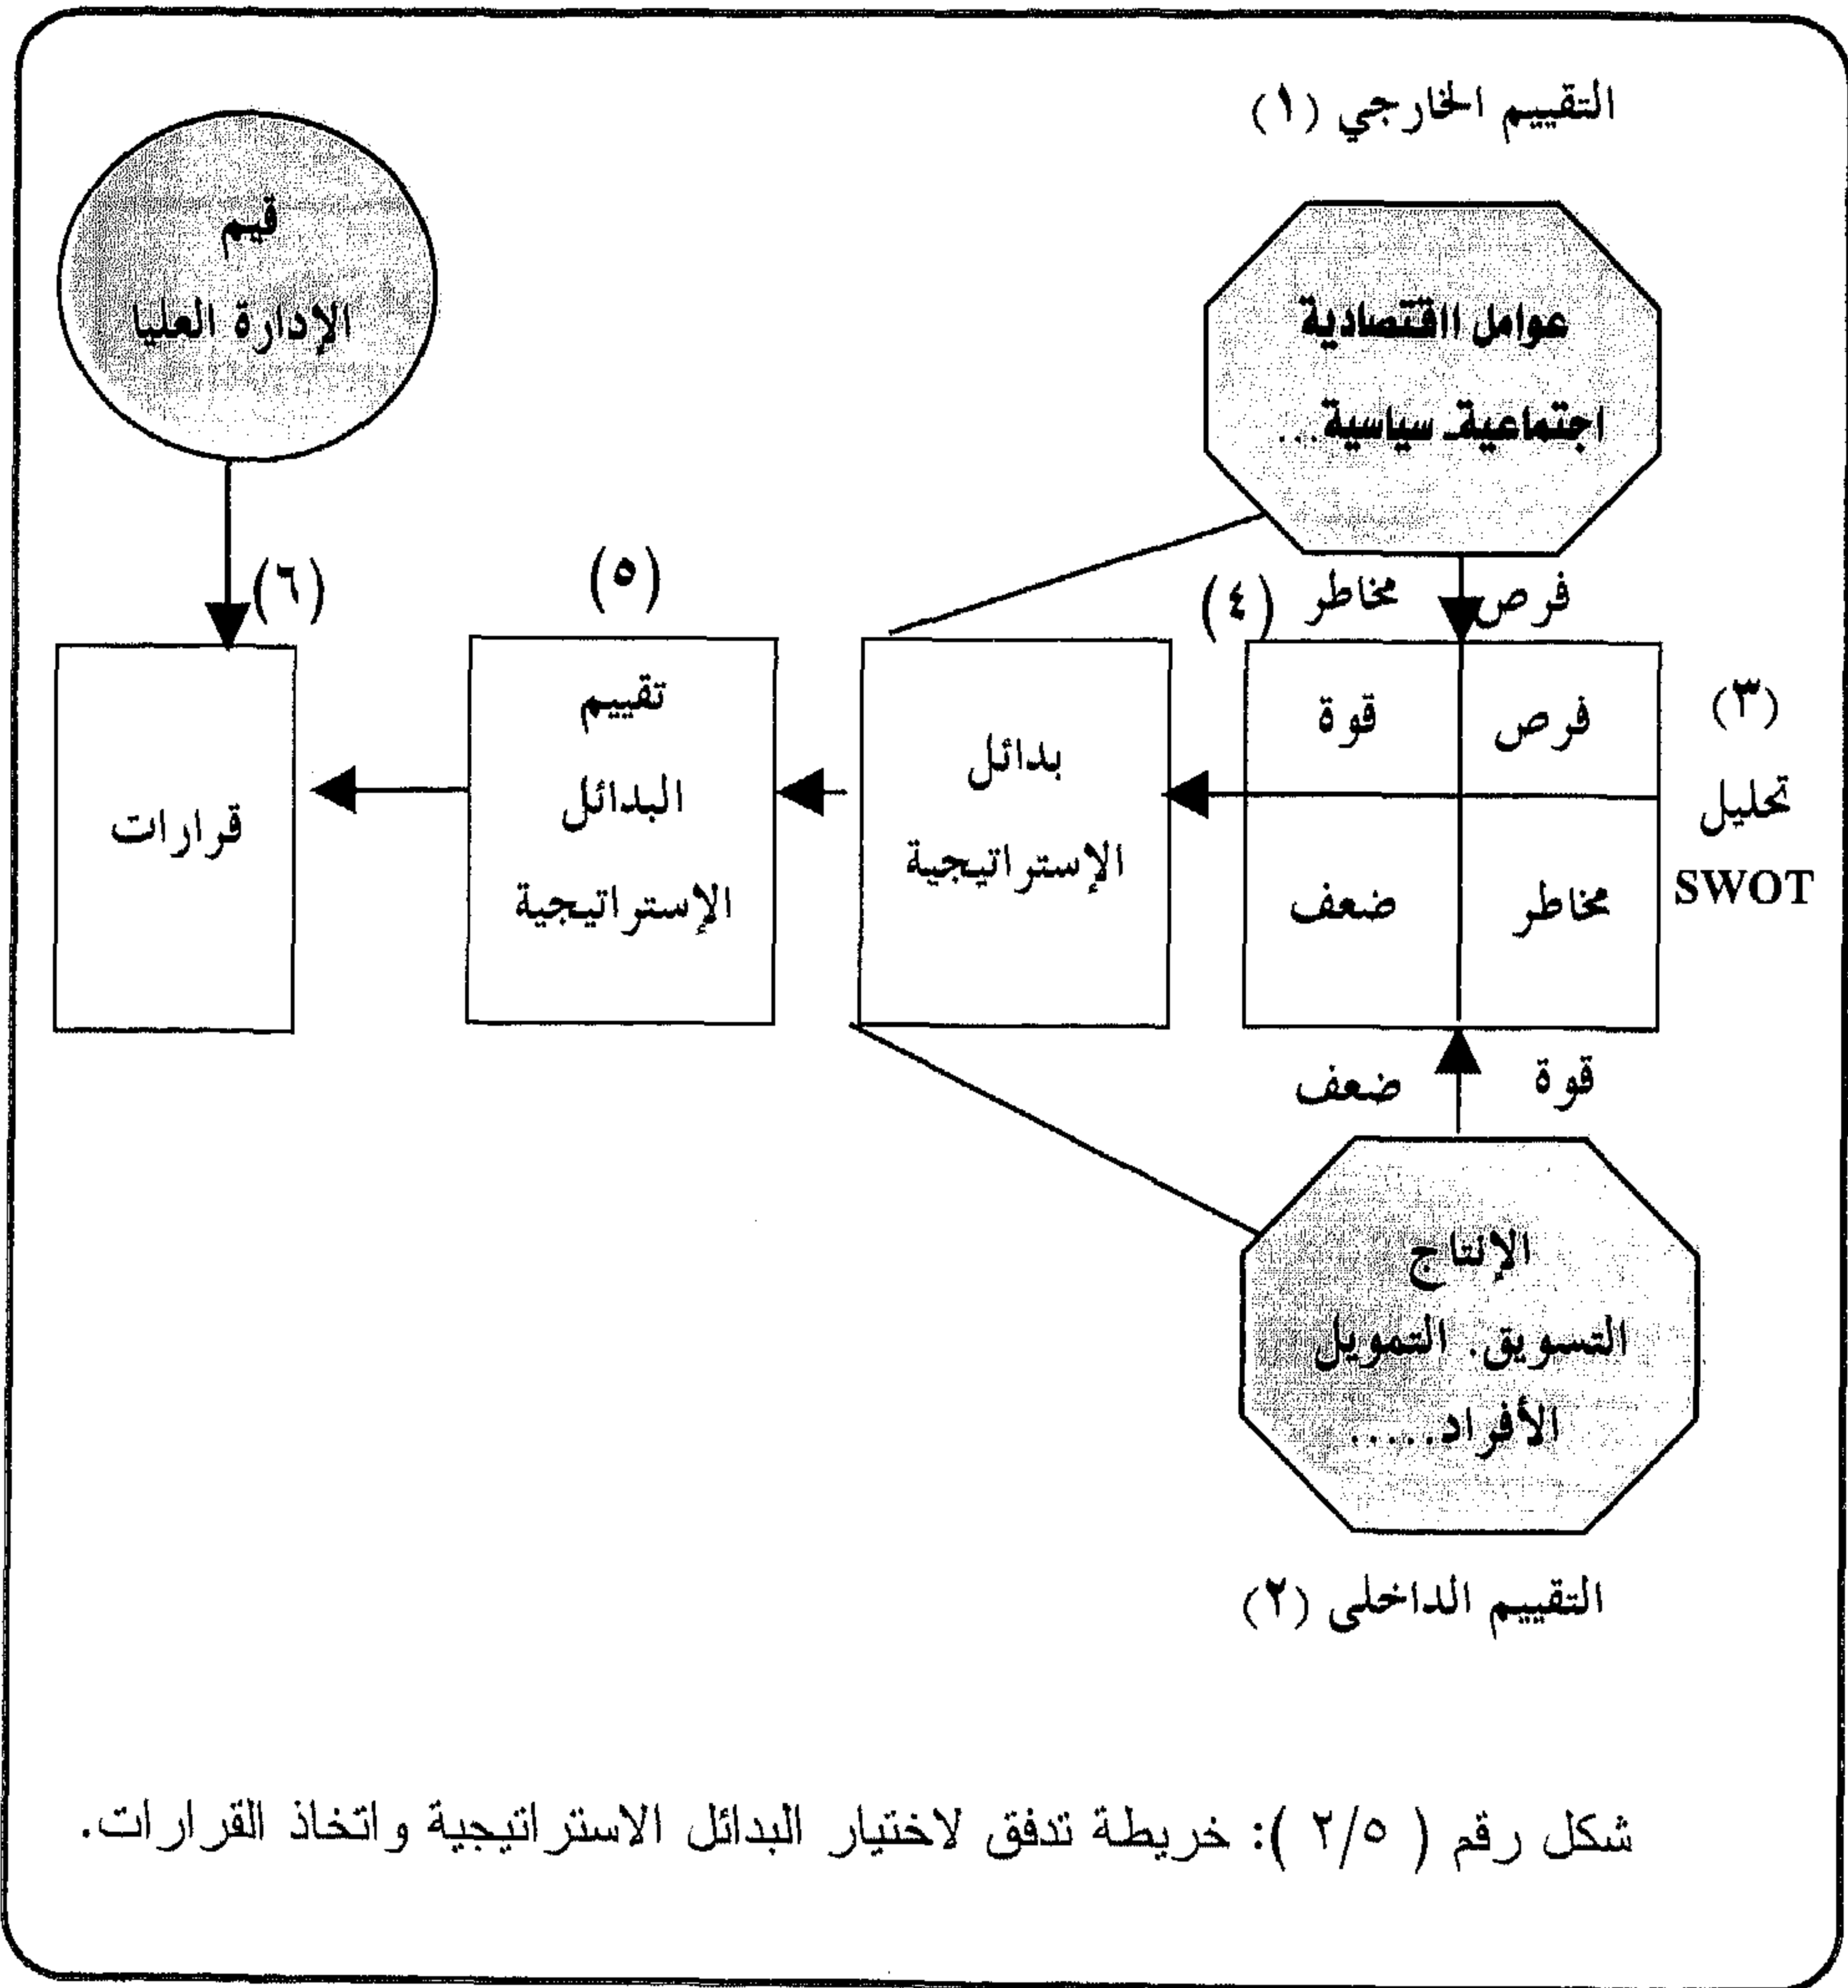 التقييم الخارجي (١)
عوامل ااقتصادية
اجتماعية۔ سياسية...
قيم
الإدارة العليا
فرص
مخاطر
(٤)
(٥)
(٦)
(٣)
تحليل
SWOT
فرص
قوة
مخاطر
ضعف
بدائل
الإستراتيجية
تقييم
البدائل
الإستراتيجية
قرارات
قوة
ضعف
الإنتاج
التسويق. التمويل
الأفراد.....
التقييم الداخلى (٢)
شكل رقم ( ٢/٥ ): خريطة تدفق لاختيار البدائل الاستراتيجية واتخاذ القرارات.